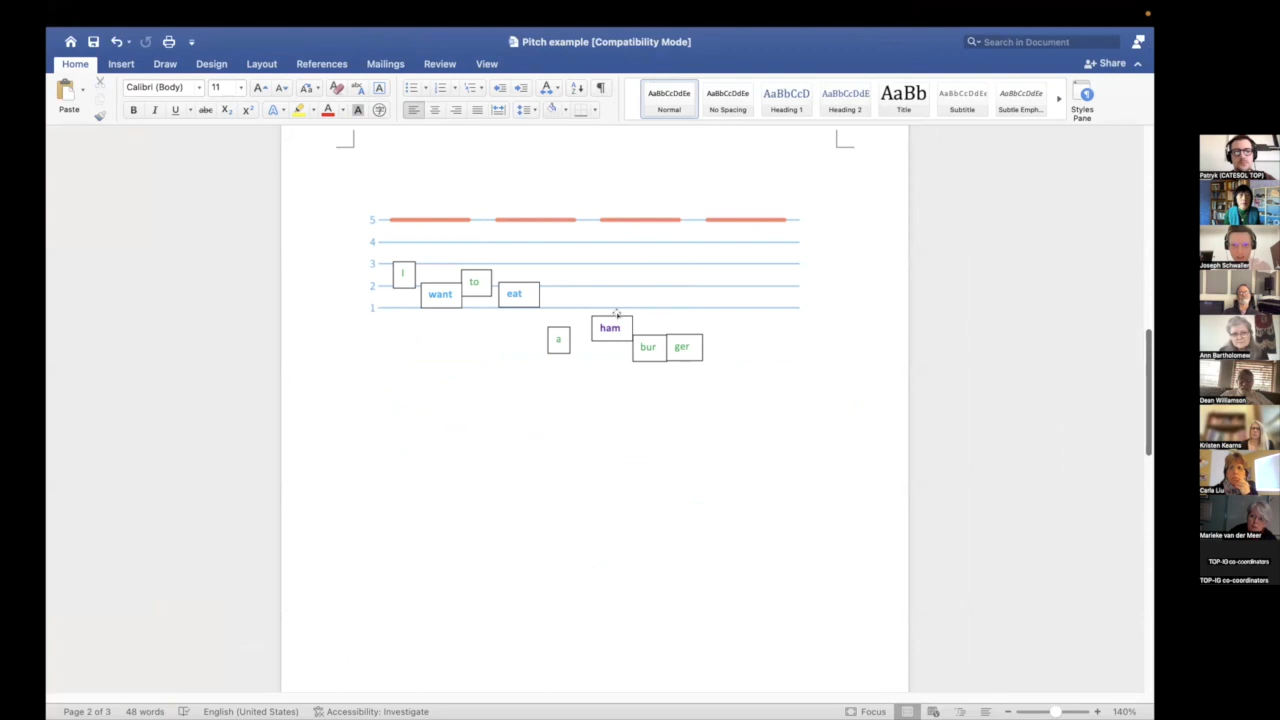 Pitch example [Compatibility Mode]
Search in Document
Home Insert Draw Design Layout References Mailings Review View
Share
Paste
Calibri (Body) 11
B I U abc X₂ X²
AaBbCcDdEe AaBbCcDdEe AaBbCcD AaBbCcDdE AaBb AaBbCcDdEe AaBbCcDdEe
Normal No Spacing Heading 1 Heading 2 Title Subtitle Subtle Emph...
Styles
Pane
5
4
3
2
1
I want to eat
a ham bur ger
Patryk (CATESOL TOP)
Joseph Schwaller
Ann Bartholomew
Dean Williamson
Kristen Kearns
Carla Liu
Marieke van der Meer
TOP-IG co-coordinators
TOP-IG co-coordinators
Page 2 of 3 48 words English (United States) Accessibility: Investigate
Focus 140%